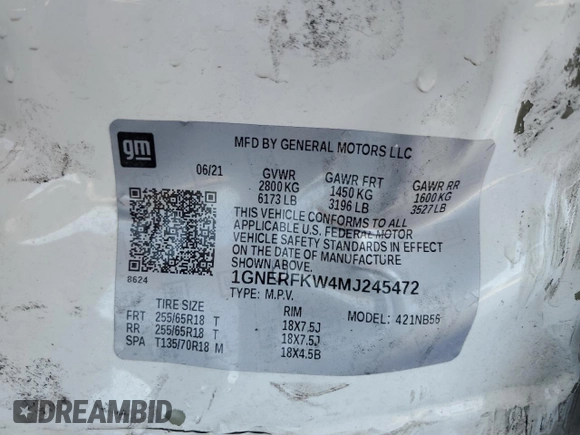 gm
MFD BY GENERAL MOTORS LLC
06/21
GVWR GAWR FRT GAWR RR
2800 KG 1450 KG 1600 KG
6173 LB 3196 LB 3527 LB
THIS VEHICLE CONFORMS TO ALL
APPLICABLE U.S. FEDERAL MOTOR
VEHICLE SAFETY STANDARDS IN EFFECT
ON THE DATE OF MANUFACTURE
SHOWN ABOVE.
8624
1GNERFKW4MJ245472
TYPE: M.P.V.
TIRE SIZE RIM MODEL: 421NB56
FRT 255/65R18 T 18X7.5J
RR 255/65R18 T 18X7.5J
SPA T135/70R18 M 18X4.5B
DREAMBID